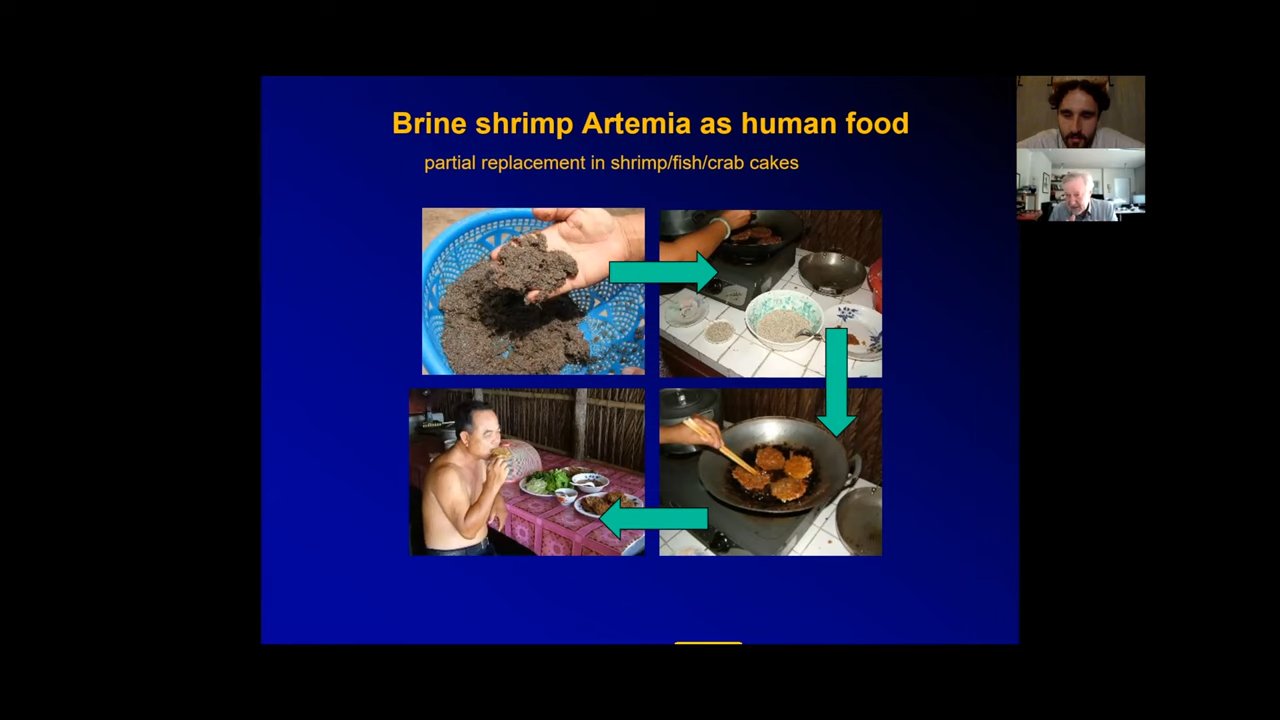 Brine shrimp Artemia as human food
partial replacement in shrimp/fish/crab cakes